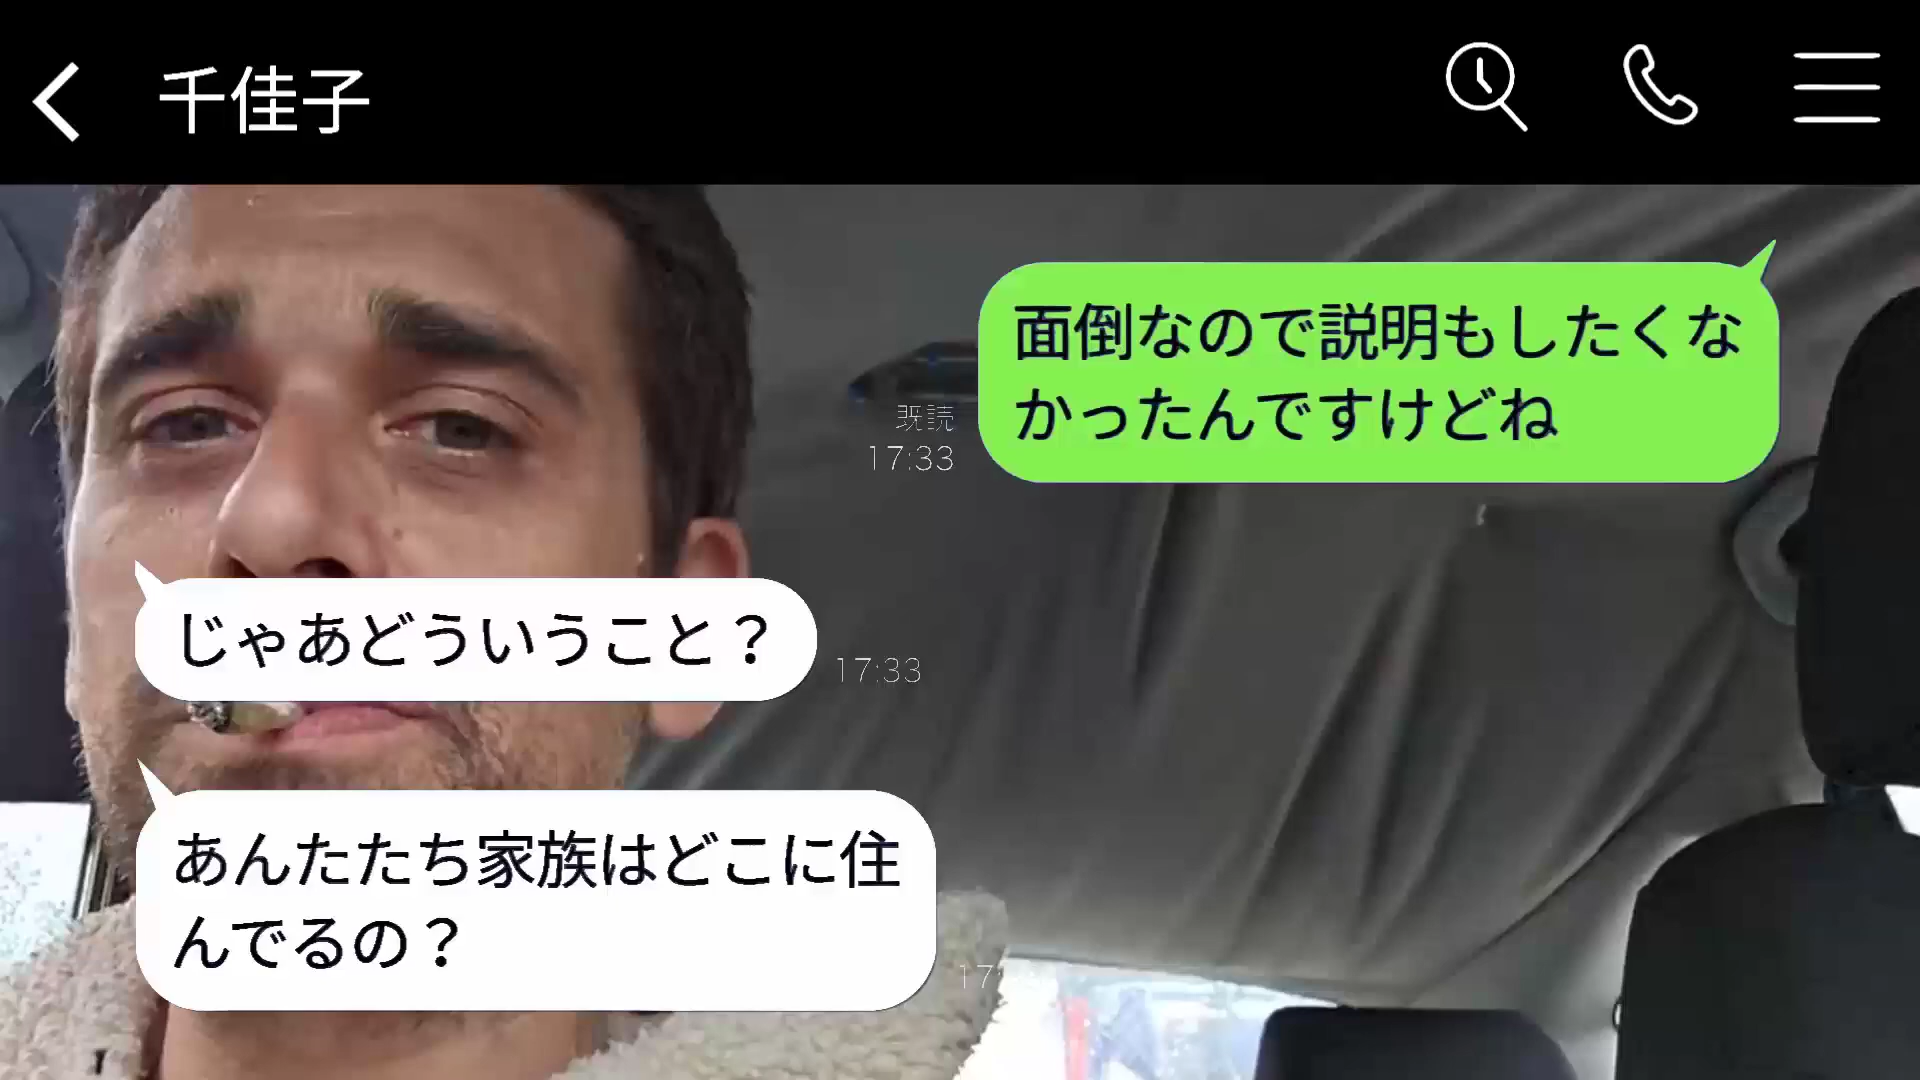 千佳子
面倒なので説明もしたくな
かったんですけどね
既読
17:33
じゃあどういうこと？
17:33
あんたたち家族はどこに住
んでるの？
17